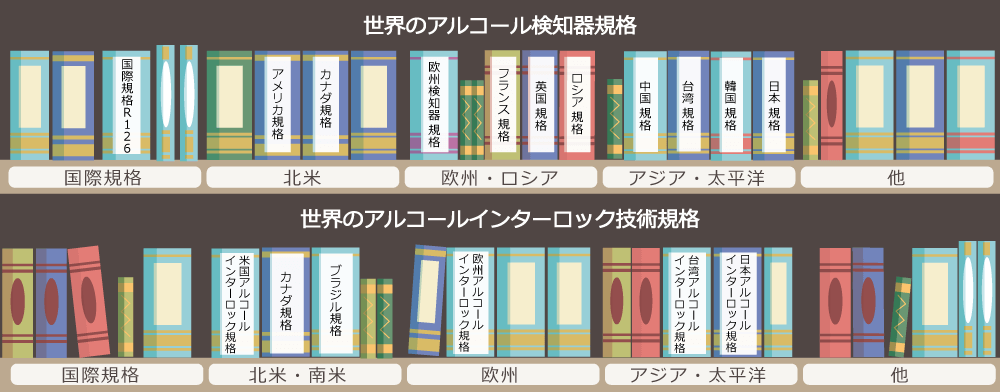 世界のアルコール検知器規格
国際規格R-126
アメリカ規格
カナダ規格
欧州検知器 規格
フランス 規格
英国 規格
ロシア 規格
中国 規格
台湾 規格
韓国 規格
日本 規格
国際規格
北米
欧州・ロシア
アジア・太平洋
他
世界のアルコールインターロック技術規格
米国アルコール
インターロック規格
カナダ規格
ブラジル規格
欧州アルコール
インターロック規格
台湾アルコール
インターロック規格
日本アルコール
インターロック規格
国際規格
北米・南米
欧州
アジア・太平洋
他